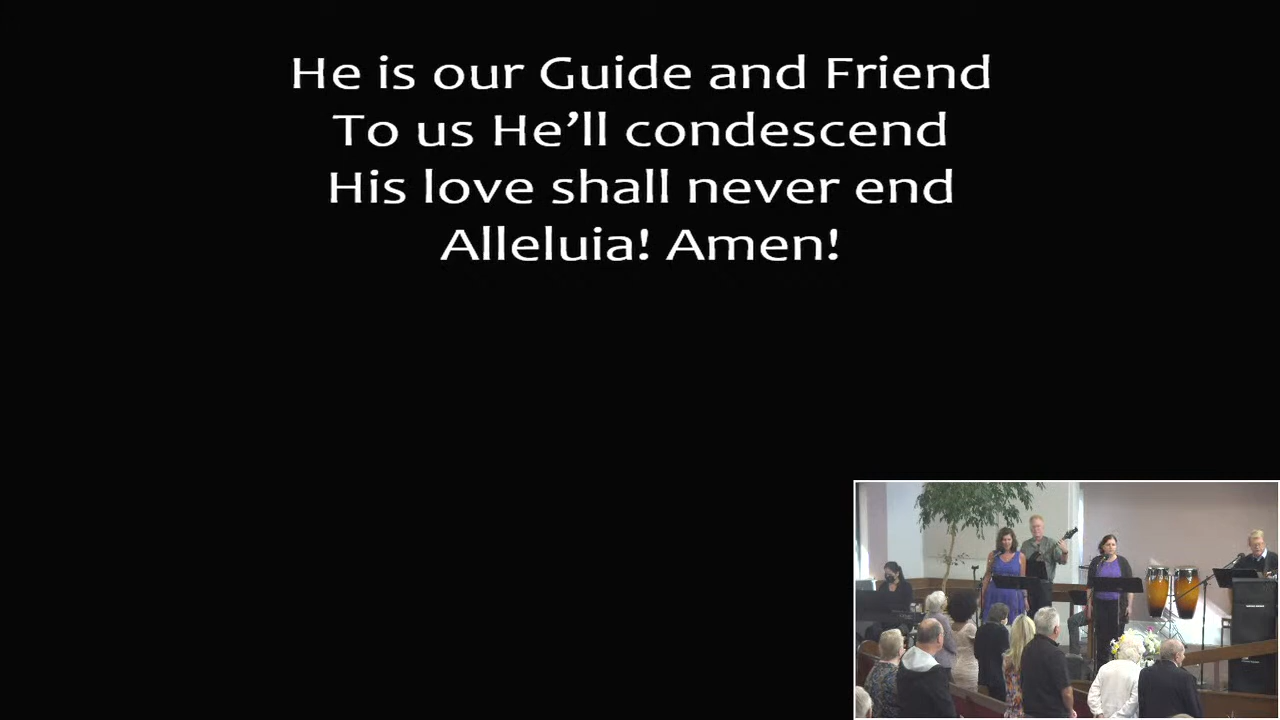 He is our Guide and Friend
To us He’ll condescend
His love shall never end
Alleluia! Amen!